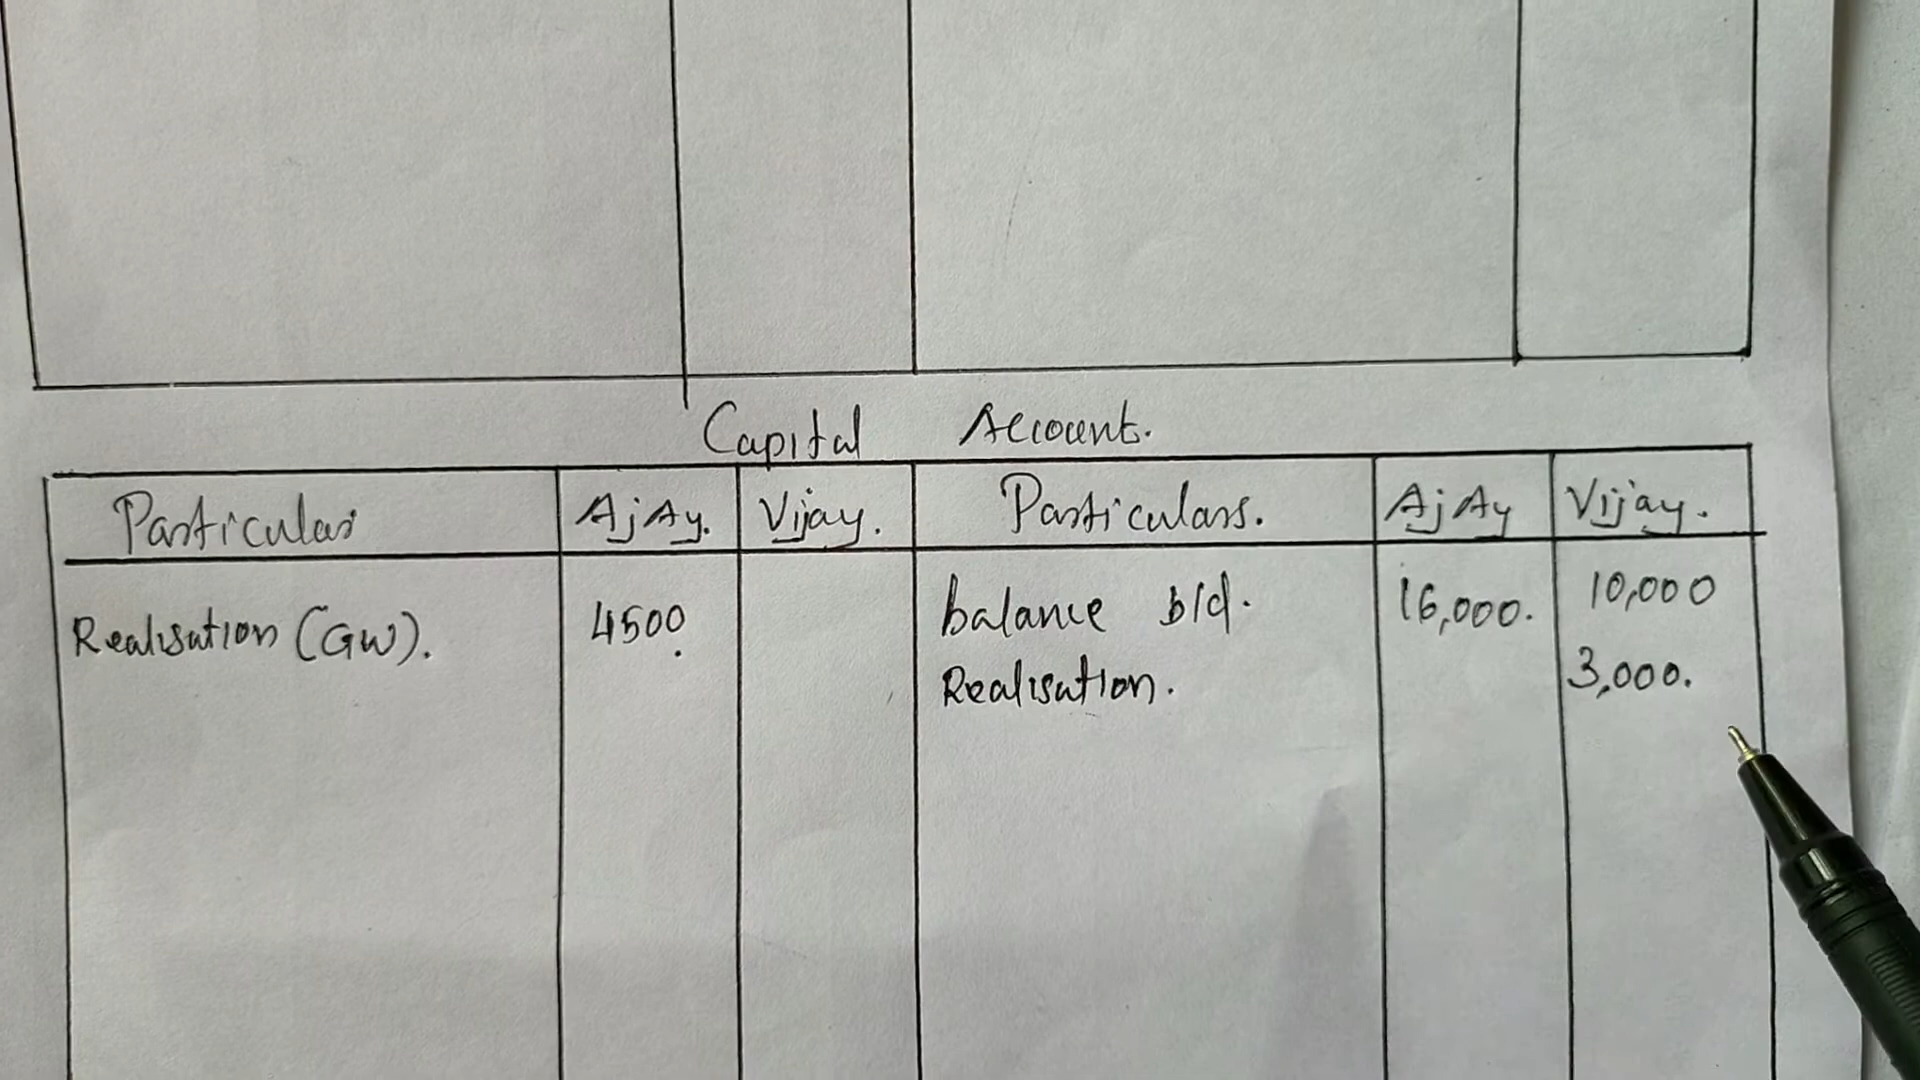 Capital Account.
Particulars Ajay. Vijay. Particulars. Ajay Vijay.
Realisation (GW). 4500 balance b/d. 16,000. 10,000
Realisation. 3,000.